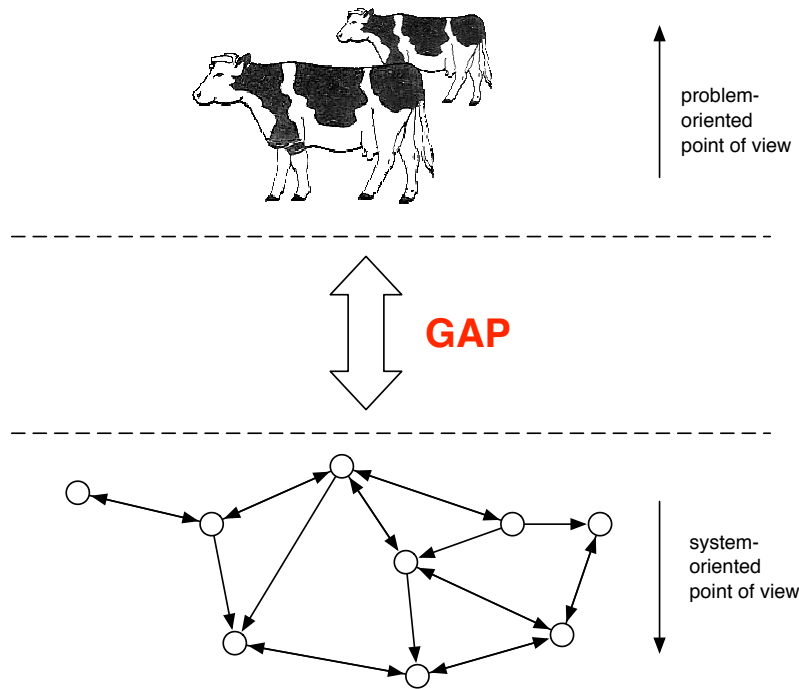 problem-
oriented
point of view
GAP
system-
oriented
point of view